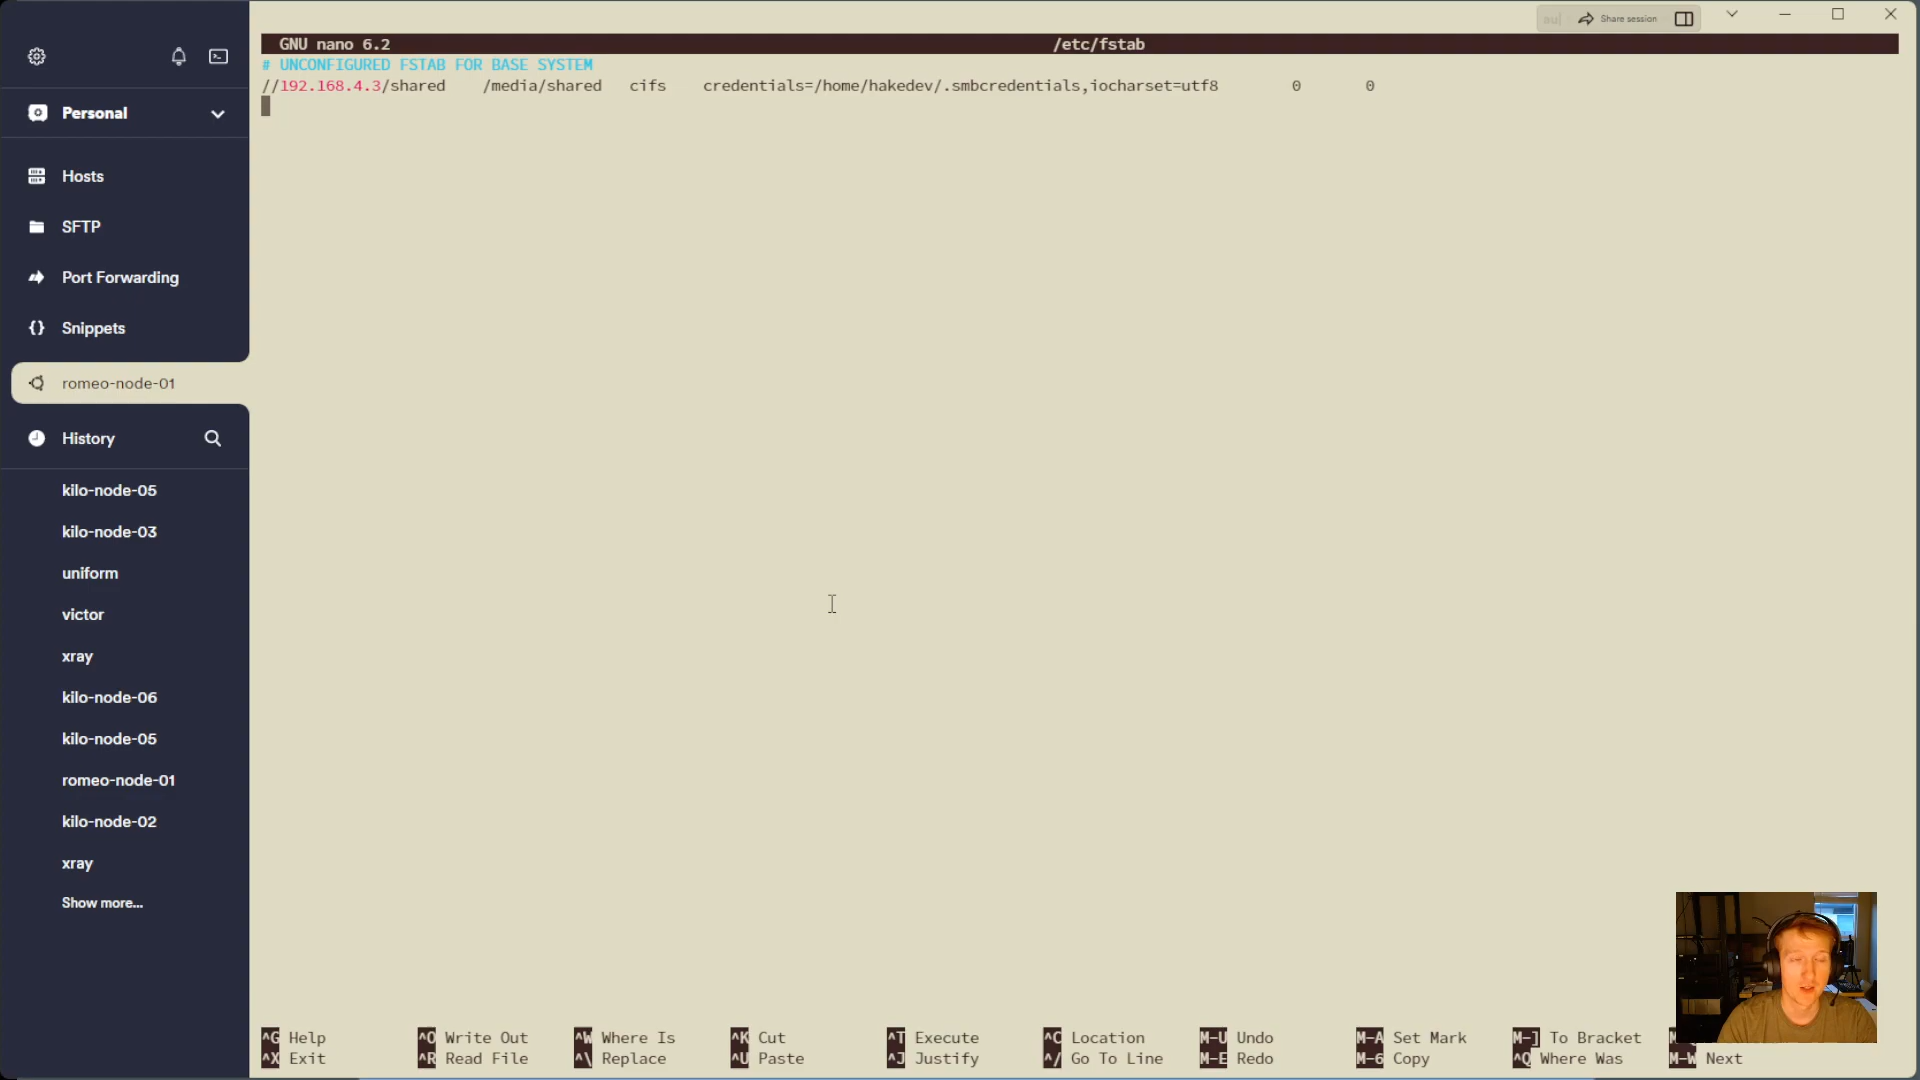 au|
Share session
Personal
Hosts
SFTP
Port Forwarding
Snippets
romeo-node-01
History
kilo-node-05
kilo-node-03
uniform
victor
xray
kilo-node-06
kilo-node-05
romeo-node-01
kilo-node-02
xray
Show more...
GNU nano 6.2 /etc/fstab
# UNCONFIGURED FSTAB FOR BASE SYSTEM
//192.168.4.3/shared /media/shared cifs credentials=/home/hakedev/.smbcredentials,iocharset=utf8 0 0
^G Help ^O Write Out ^W Where Is ^K Cut ^T Execute ^C Location M-U Undo M-A Set Mark M-] To Bracket
^X Exit ^R Read File ^\ Replace ^U Paste ^J Justify ^/ Go To Line M-E Redo M-6 Copy ^Q Where Was M-W Next